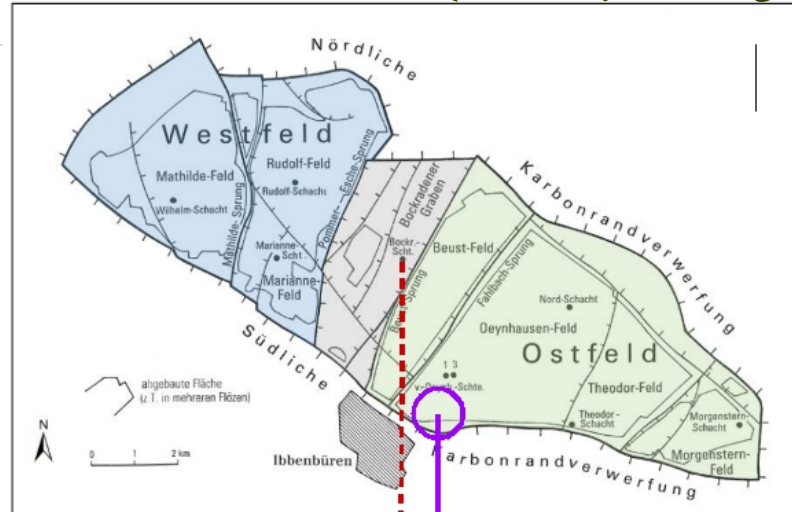 Nördliche
Westfeld
Rudolf-Feld
Mathilde-Feld
Rudolf-Schacht
Wilhelm-Schacht
Mathilde-Sprung
Pommer-Esche-Sprung
Marianne-
Scht.
Marianne-
Feld
Bockradener
Graben
Bockr.-
Scht.
Beust-Sprung
Beust-Feld
Fahlbach-Sprung
Karbonrandverwerfung
Nord-Schacht
Oeynhausen-Feld
Ostfeld
1 3
v-Oeynh.-Schte.
Theodor-Feld
Theodor-
Schacht
Morgenstern-
Schacht
Morgenstern-
Feld
Südliche
Karbonrandverwerfung
abgebaute Fläche
(z.T. in mehreren Flözen)
N
0 1 2 km
Ibbenbüren